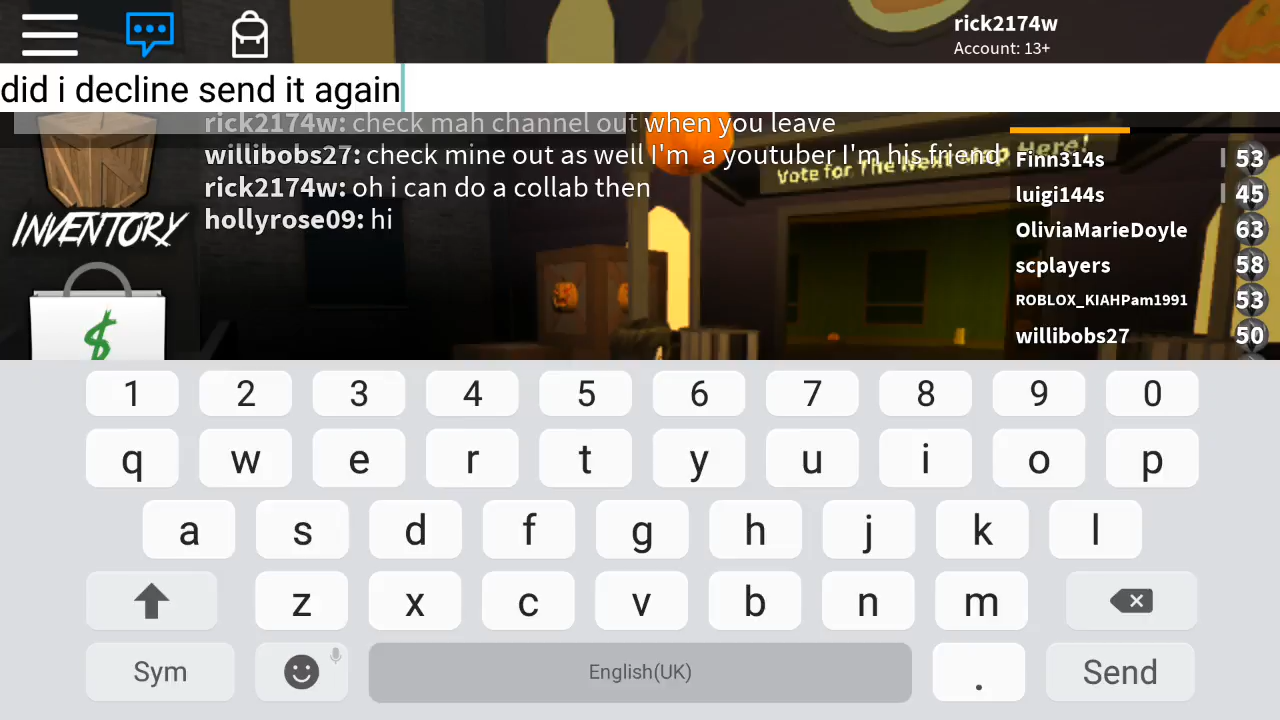 rick2174w
Account: 13+
did i decline send it again
rick2174w: check mah channel out when you leave
willibobs27: check mine out as well I'm a youtuber I'm his friend
rick2174w: oh i can do a collab then
hollyrose09: hi
INVENTORY
$
Vote for The Next Map Here!
Finn314s 53
luigi144s 45
OliviaMarieDoyle 63
scplayers 58
ROBLOX_KIAHPam1991 53
willibobs27 50
1 2 3 4 5 6 7 8 9 0
q w e r t y u i o p
a s d f g h j k l
z x c v b n m
Sym English(UK) . Send